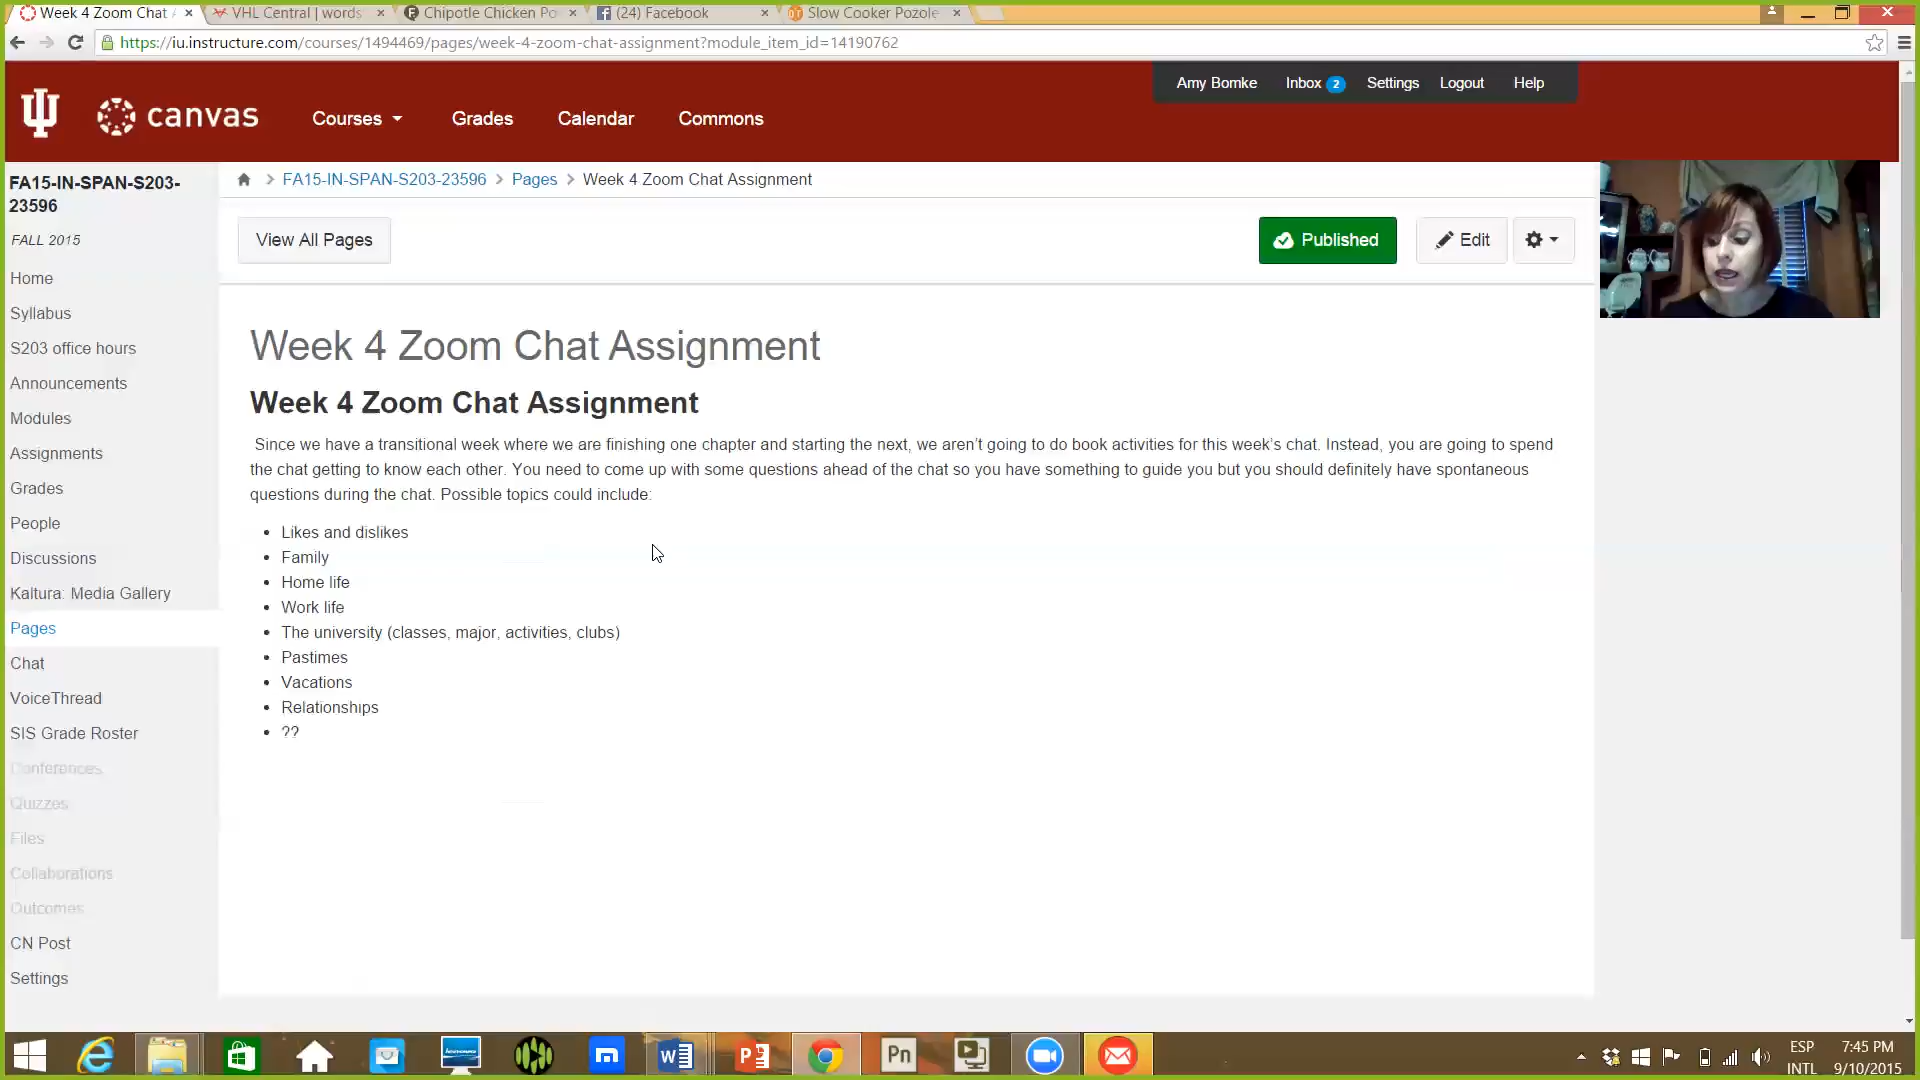 Week 4 Zoom Chat A
VHL Central | words
Chipotle Chicken Po
(24) Facebook
Slow Cooker Pozole
https://iu.instructure.com/courses/1494469/pages/week-4-zoom-chat-assignment?module_item_id=14190762
Amy Bomke Inbox 2 Settings Logout Help
canvas Courses Grades Calendar Commons
FA15-IN-SPAN-S203-
23596
FALL 2015
Home
Syllabus
S203 office hours
Announcements
Modules
Assignments
Grades
People
Discussions
Kaltura: Media Gallery
Pages
Chat
VoiceThread
SIS Grade Roster
Conferences
Quizzes
Files
Collaborations
Outcomes
CN Post
Settings
FA15-IN-SPAN-S203-23596 > Pages > Week 4 Zoom Chat Assignment
View All Pages
Published
Edit
Week 4 Zoom Chat Assignment
Week 4 Zoom Chat Assignment
Since we have a transitional week where we are finishing one chapter and starting the next, we aren't going to do book activities for this week's chat. Instead, you are going to spend
the chat getting to know each other. You need to come up with some questions ahead of the chat so you have something to guide you but you should definitely have spontaneous
questions during the chat. Possible topics could include:
• Likes and dislikes
• Family
• Home life
• Work life
• The university (classes, major, activities, clubs)
• Pastimes
• Vacations
• Relationships
• ??
Pn
ESP
INTL
7:45 PM
9/10/2015